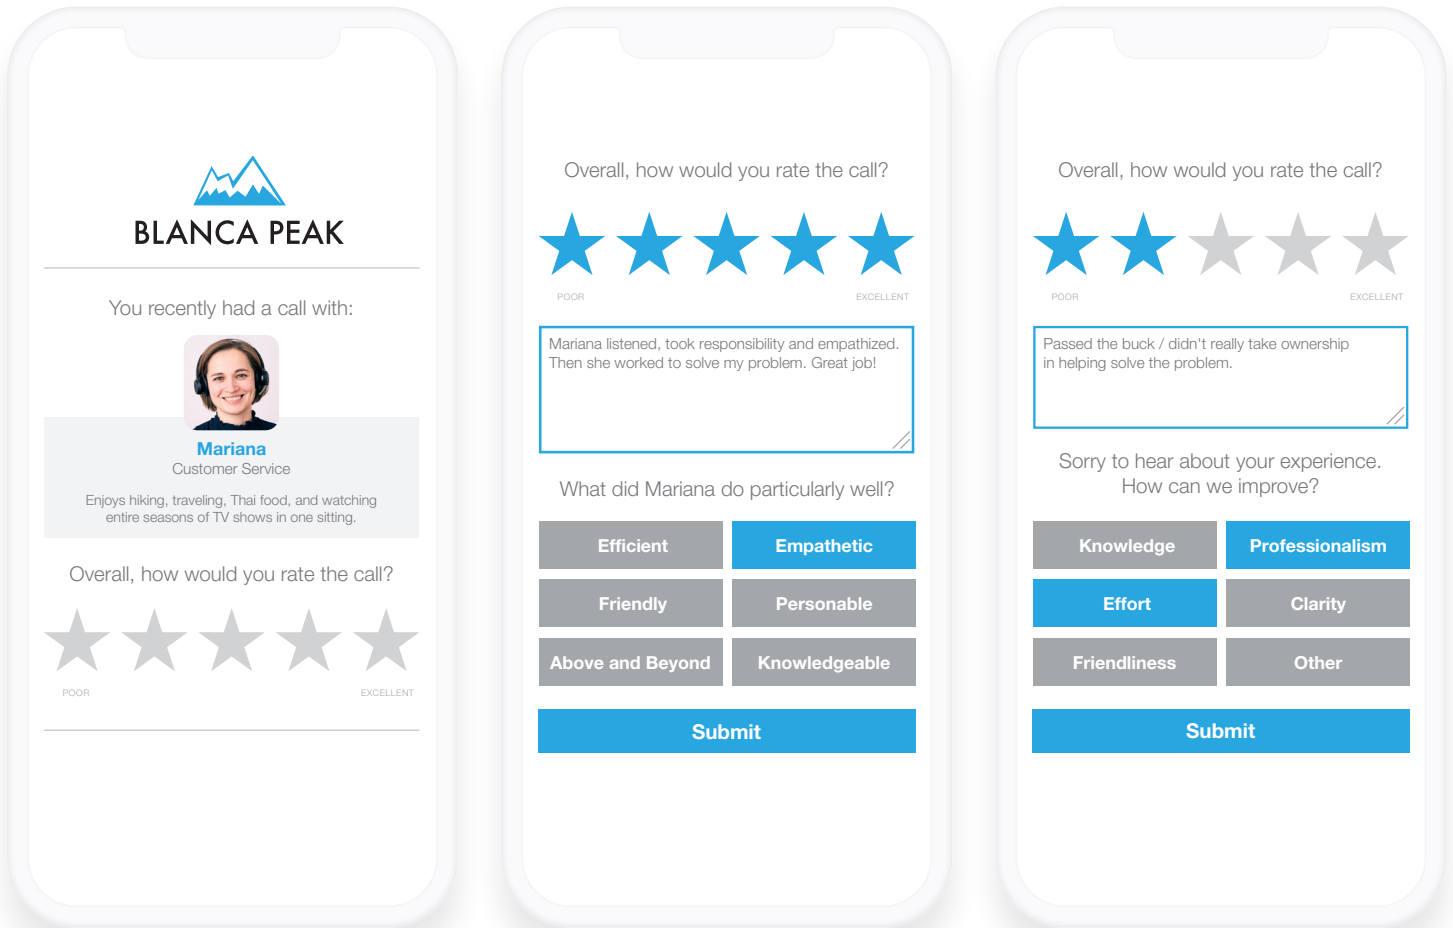 BLANCA PEAK
You recently had a call with:
Mariana
Customer Service
Enjoys hiking, traveling, Thai food, and watching
entire seasons of TV shows in one sitting.
Overall, how would you rate the call?
POOR
EXCELLENT
Overall, how would you rate the call?
POOR
EXCELLENT
Mariana listened, took responsibility and empathized.
Then she worked to solve my problem. Great job!
What did Mariana do particularly well?
Efficient
Empathetic
Friendly
Personable
Above and Beyond
Knowledgeable
Submit
Overall, how would you rate the call?
POOR
EXCELLENT
Passed the buck / didn't really take ownership
in helping solve the problem.
Sorry to hear about your experience.
How can we improve?
Knowledge
Professionalism
Effort
Clarity
Friendliness
Other
Submit